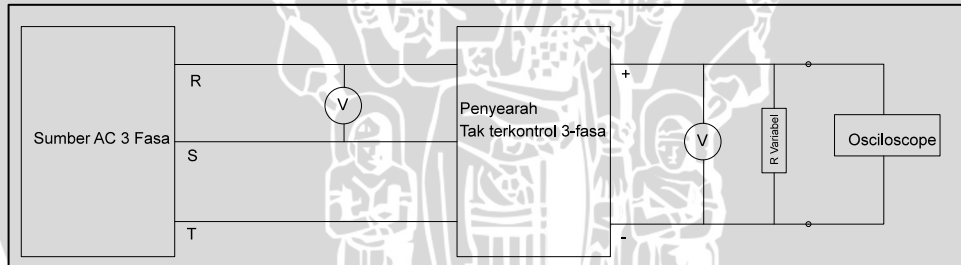 Sumber AC 3 Fasa
R
S
T
V
Penyearah
Tak terkontrol 3-fasa
+
-
V
R Variabel
Osciloscope